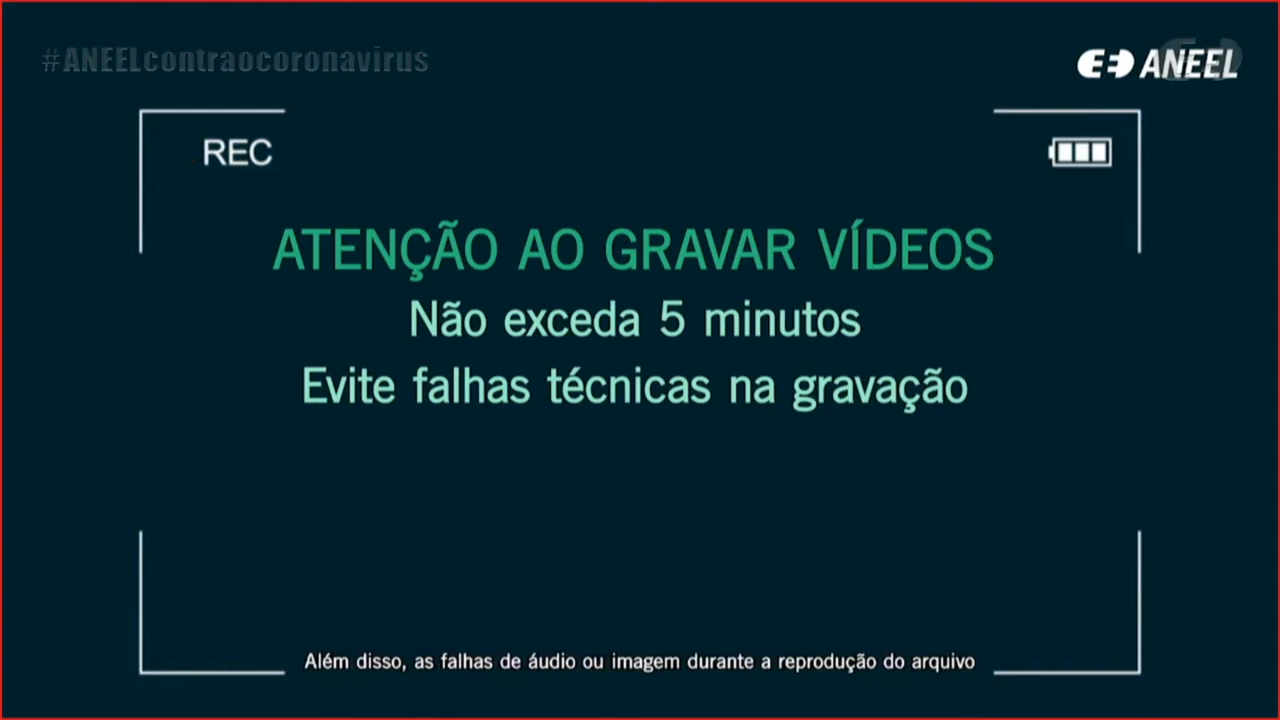 #ANEELcontraocoronavirus
ANEEL
REC
ATENÇÃO AO GRAVAR VÍDEOS
Não exceda 5 minutos
Evite falhas técnicas na gravação
Além disso, as falhas de áudio ou imagem durante a reprodução do arquivo